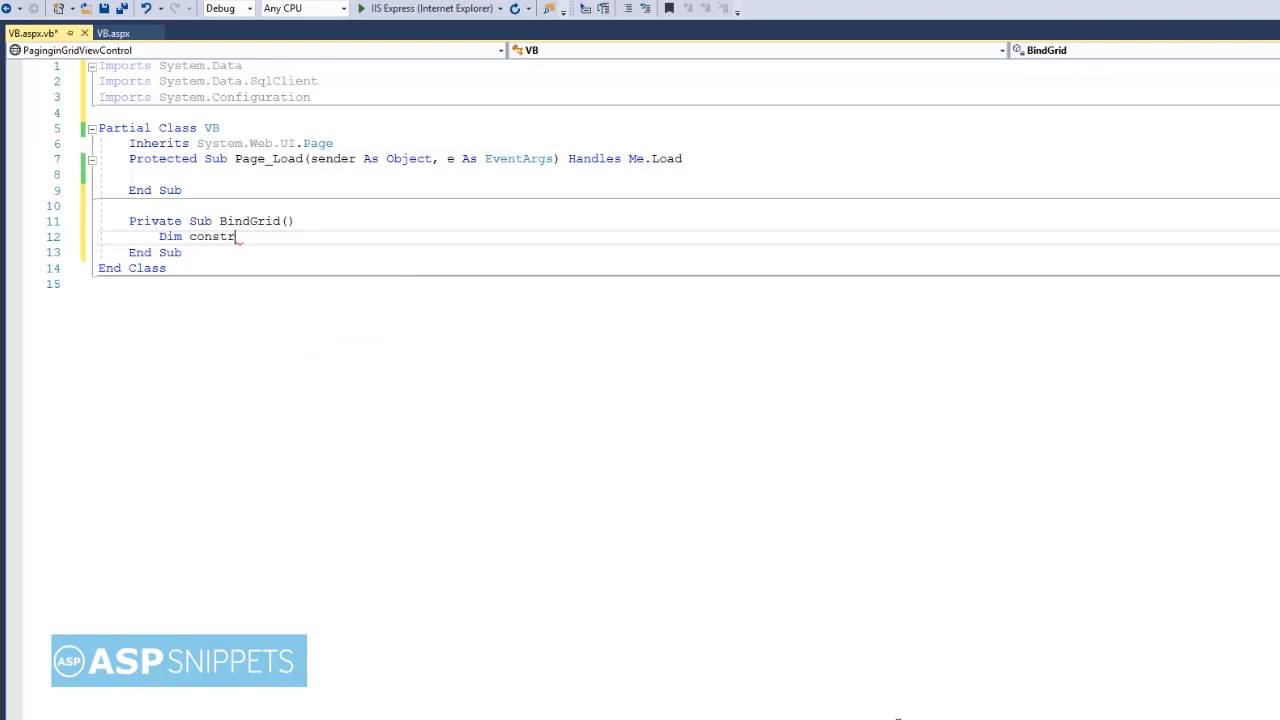 Debug
Any CPU
IIS Express (Internet Explorer)
VB.aspx.vb*
VB.aspx
PaginginGridViewControl
VB
BindGrid
1 Imports System.Data
2 Imports System.Data.SqlClient
3 Imports System.Configuration
4
5 Partial Class VB
6 Inherits System.Web.UI.Page
7 Protected Sub Page_Load(sender As Object, e As EventArgs) Handles Me.Load
8
9 End Sub
10
11 Private Sub BindGrid()
12 Dim constr
13 End Sub
14 End Class
15
ASP ASPSNIPPETS